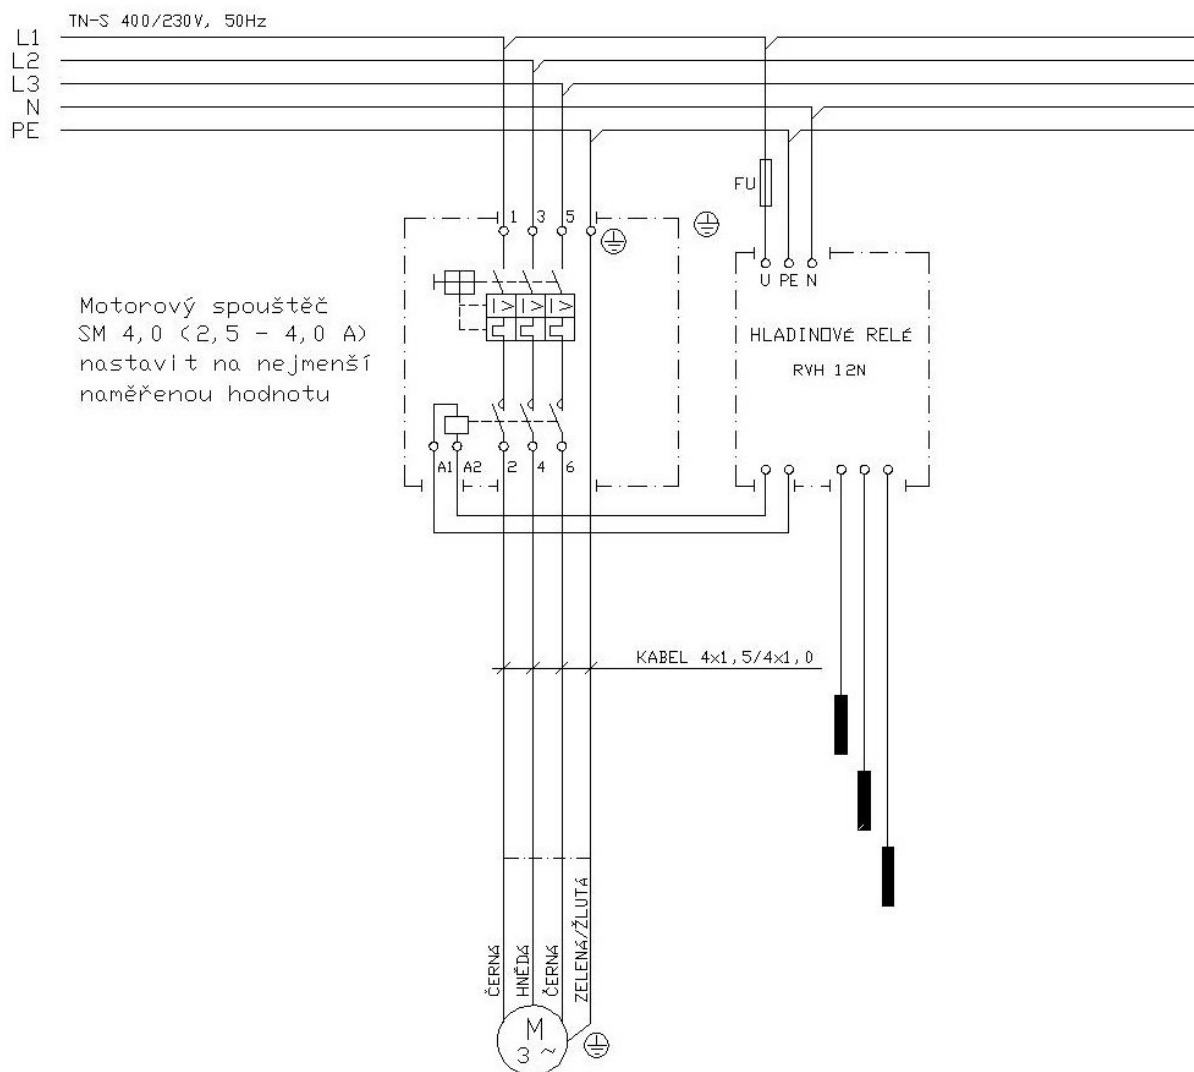 TN-S 400/230V, 50Hz
L1
L2
L3
N
PE
FU
1 3 5
U PE N
Motorový spouštěč
SM 4,0 (2,5 - 4,0 A)
nastavit na nejmenší
naměřenou hodnotu
I> I> I>
HLADINOVÉ RELÉ
RVH 12N
A1 A2 2 4 6
KABEL 4x1,5/4x1,0
ČERNÁ
HNĚDÁ
ČERNÁ
ZELENÁ/ŽLUTÁ
M
3 ~